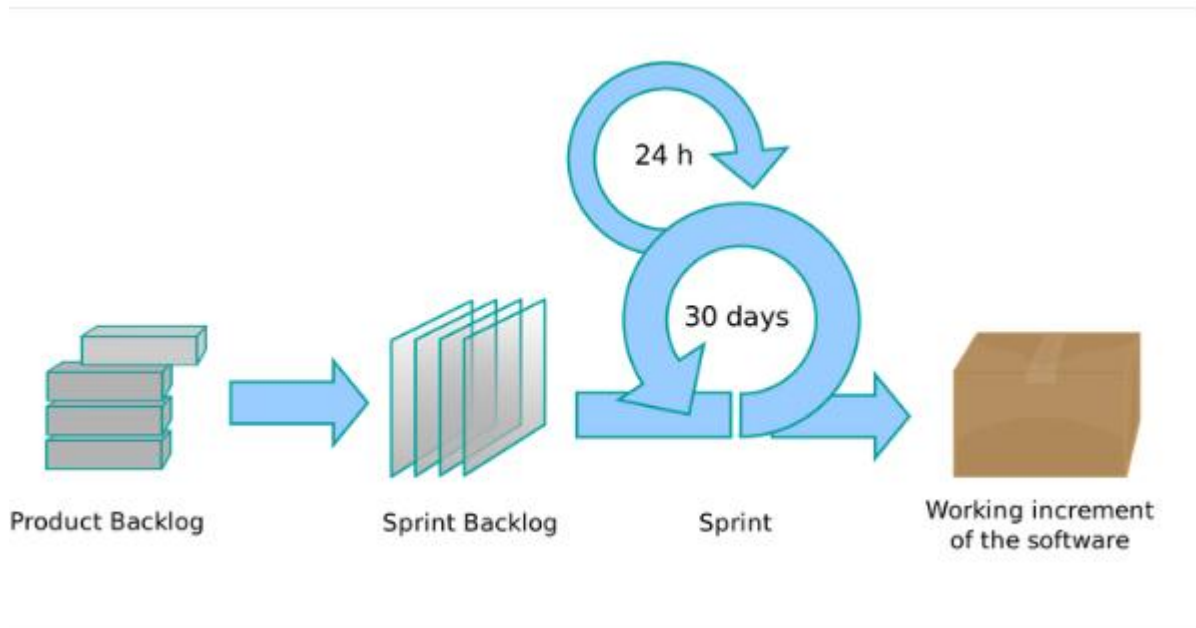 24 h
30 days
Product Backlog
Sprint Backlog
Sprint
Working increment
of the software